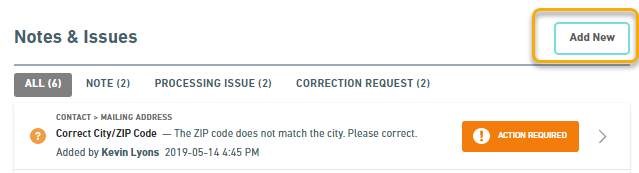 Notes & Issues
Add New
ALL (6) NOTE (2) PROCESSING ISSUE (2) CORRECTION REQUEST (2)
CONTACT > MAILING ADDRESS
? Correct City/ZIP Code — The ZIP code does not match the city. Please correct.
! ACTION REQUIRED
Added by Kevin Lyons 2019-05-14 4:45 PM